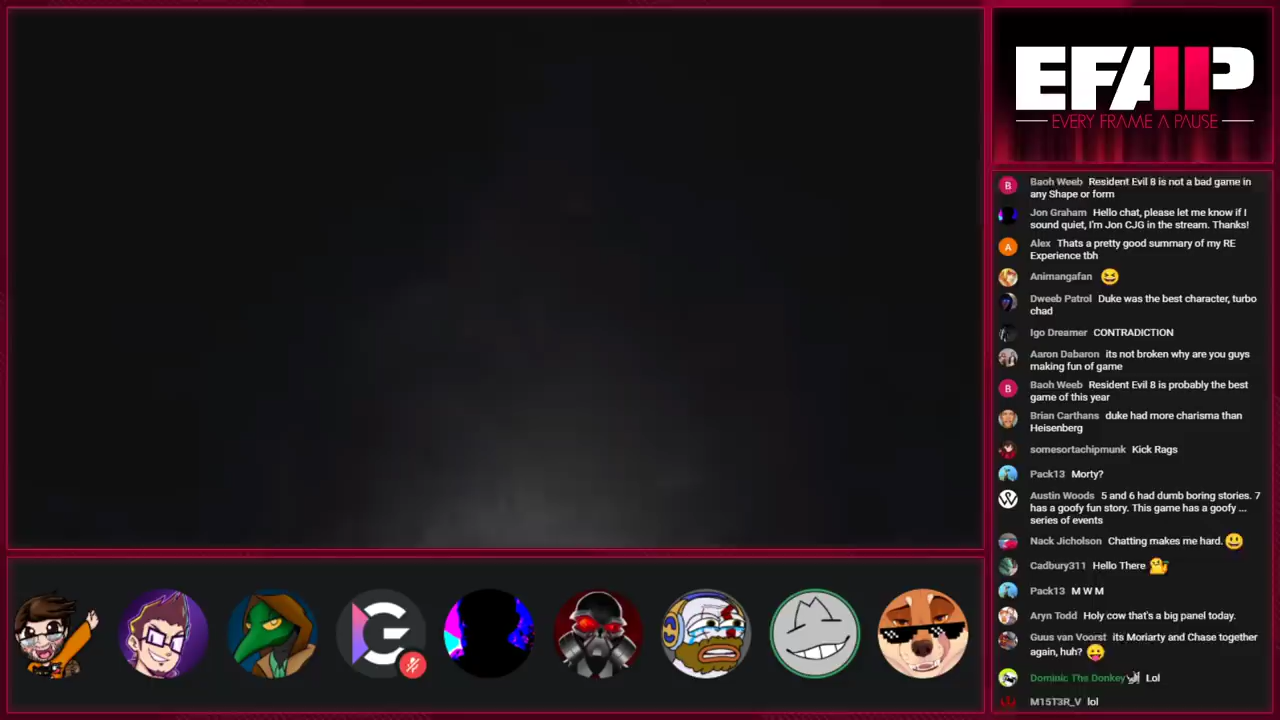 EFAP
EVERY FRAME A PAUSE
B Baoh Weeb Resident Evil 8 is not a bad game in
any Shape or form
Jon Graham Hello chat, please let me know if I
sound quiet, I'm Jon CJG in the stream. Thanks!
A Alex Thats a pretty good summary of my RE
Experience tbh
Animangafan 😆
Dweeb Patrol Duke was the best character, turbo
chad
Igo Dreamer CONTRADICTION
Aaron Dabaron its not broken why are you guys
making fun of game
B Baoh Weeb Resident Evil 8 is probably the best
game of this year
Brian Carthans duke had more charisma than
Heisenberg
somesortachipmunk Kick Rags
Pack13 Morty?
Austin Woods 5 and 6 had dumb boring stories. 7
has a goofy fun story. This game has a goofy ...
series of events
Nack Jicholson Chatting makes me hard. 😃
Cadbury311 Hello There
Pack13 M W M
Aryn Todd Holy cow that's a big panel today.
Guus van Voorst its Moriarty and Chase together
again, huh? 😛
Dominic The Donkey Lol
M15T3R_V lol